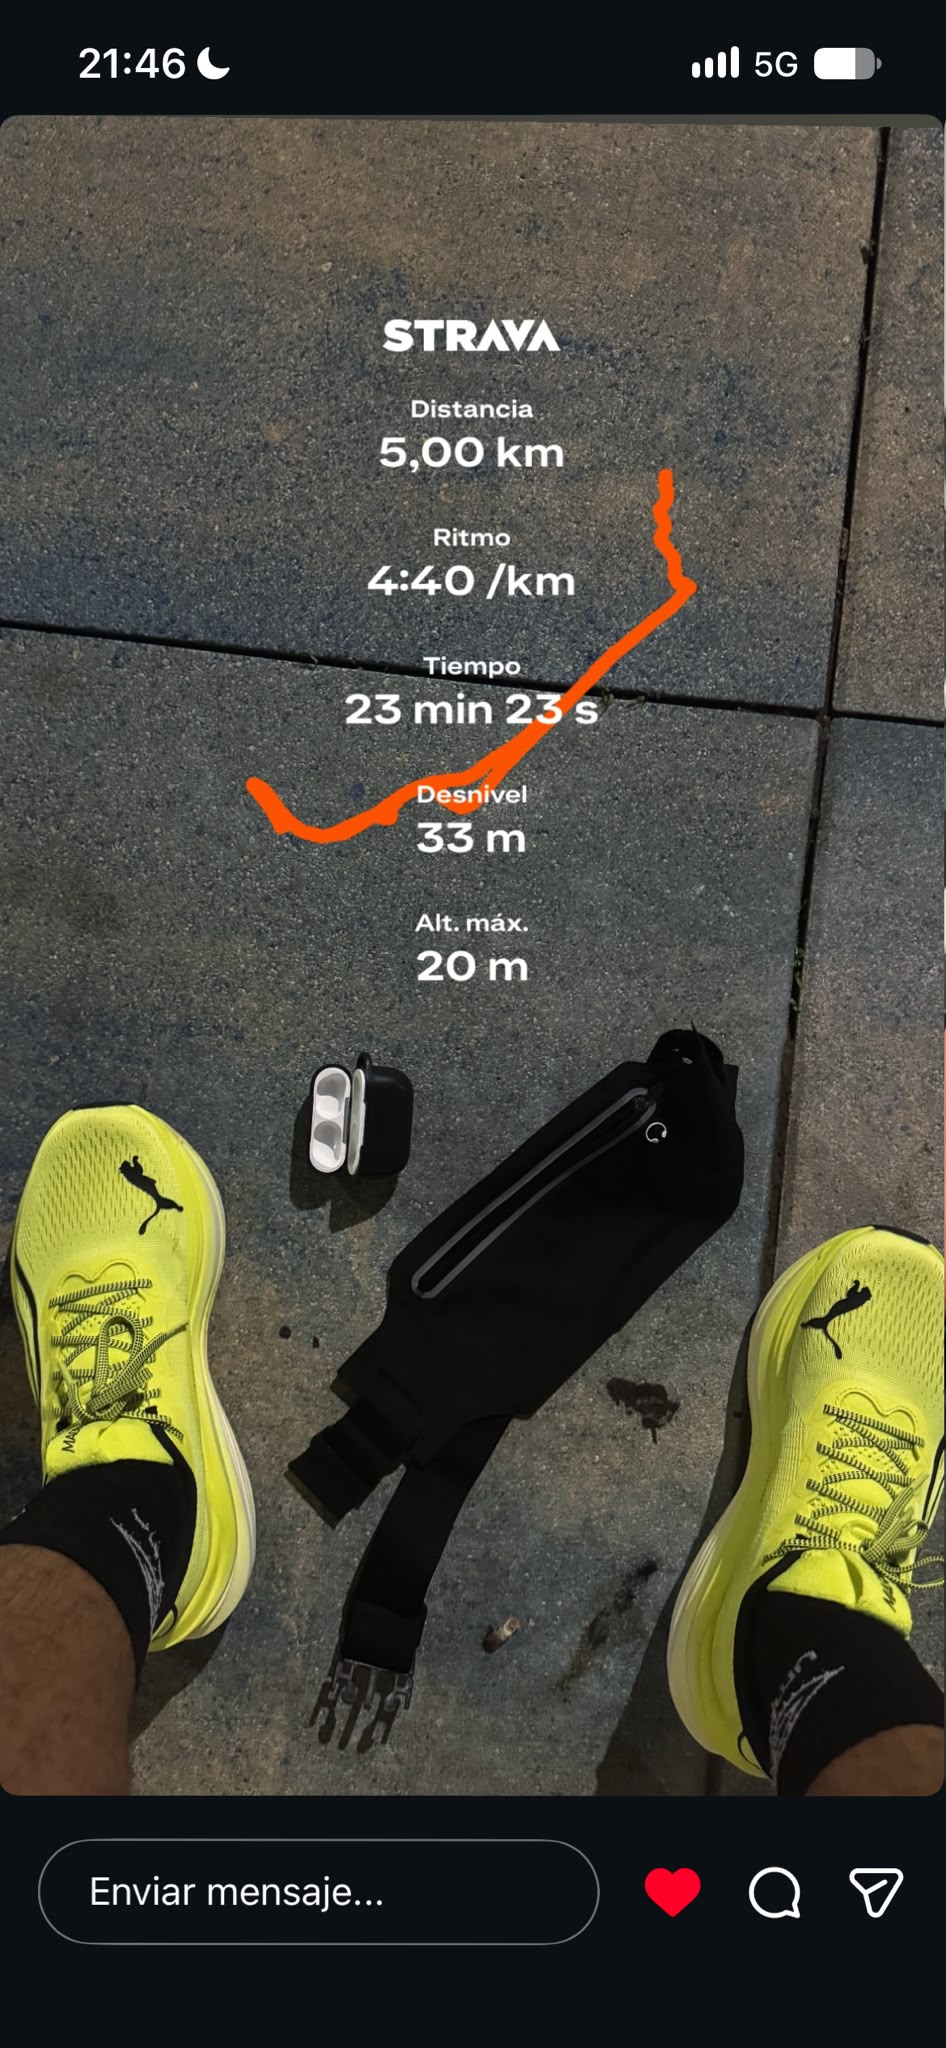 21:46
5G
STRAVA
Distancia
5,00 km
Ritmo
4:40 /km
Tiempo
23 min 23 s
Desnivel
33 m
Alt. máx.
20 m
Enviar mensaje...